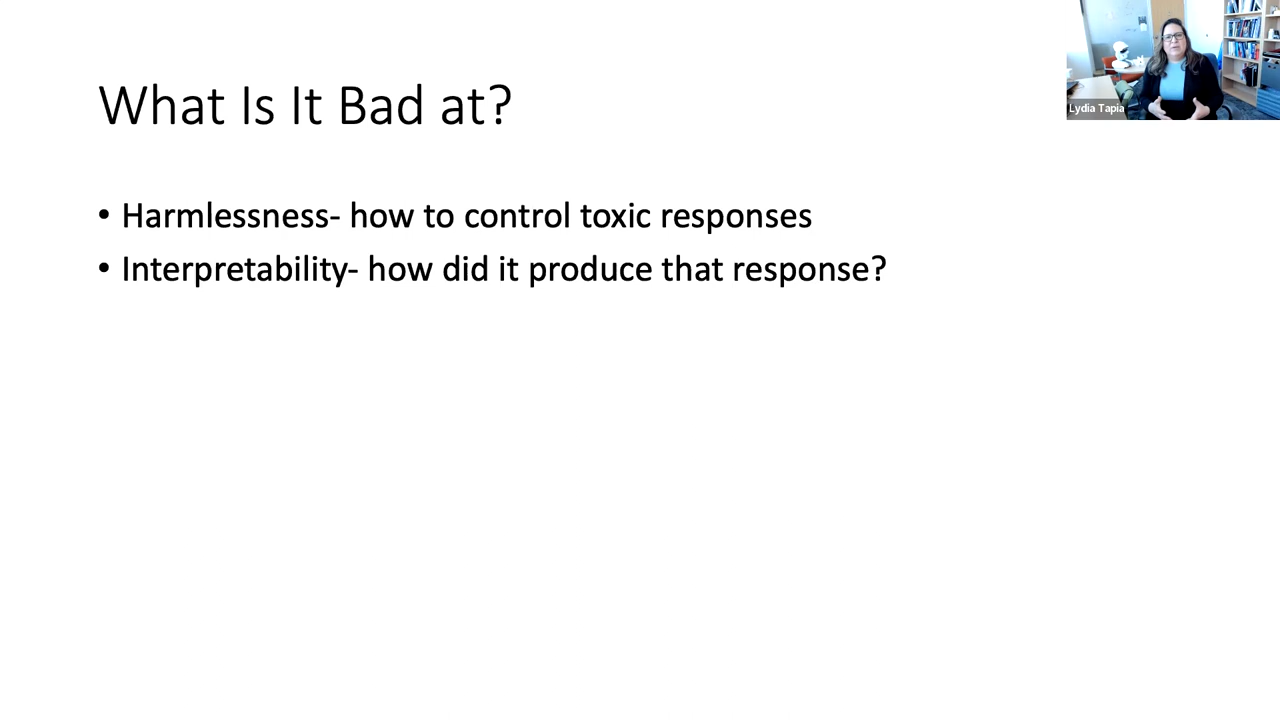 What Is It Bad at?
Lydia Tapia
• Harmlessness- how to control toxic responses
• Interpretability- how did it produce that response?